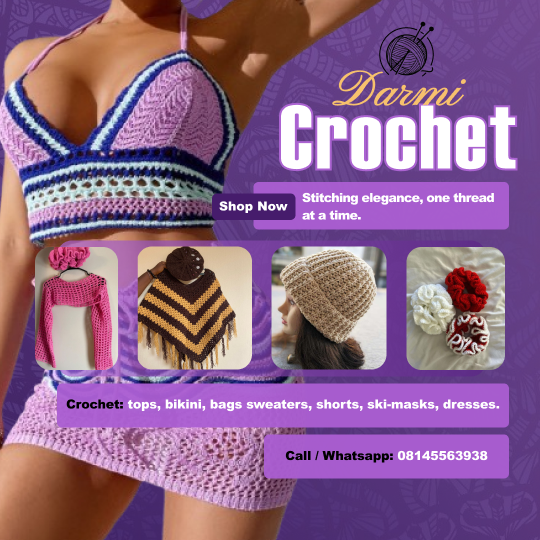 Darmi
Crochet
Shop Now
Stitching elegance, one thread
at a time.
Crochet: tops, bikini, bags sweaters, shorts, ski-masks, dresses.
Call / Whatsapp: 08145563938